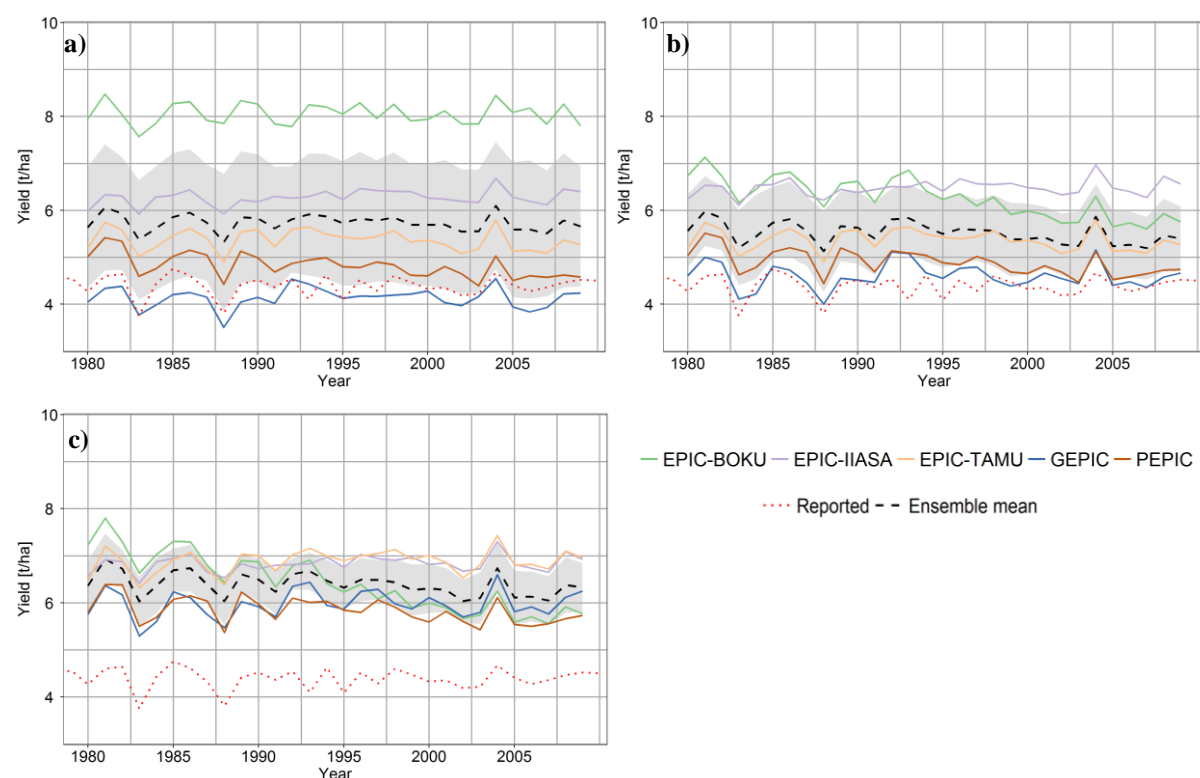 a)
Yield [t/ha]
10
8
6
4
1980 1985 1990 1995 2000 2005
Year
b)
Yield [t/ha]
10
8
6
4
1980 1985 1990 1995 2000 2005
Year
c)
Yield [t/ha]
10
8
6
4
1980 1985 1990 1995 2000 2005
Year
EPIC-BOKU EPIC-IIASA EPIC-TAMU GEPIC PEPIC
Reported Ensemble mean